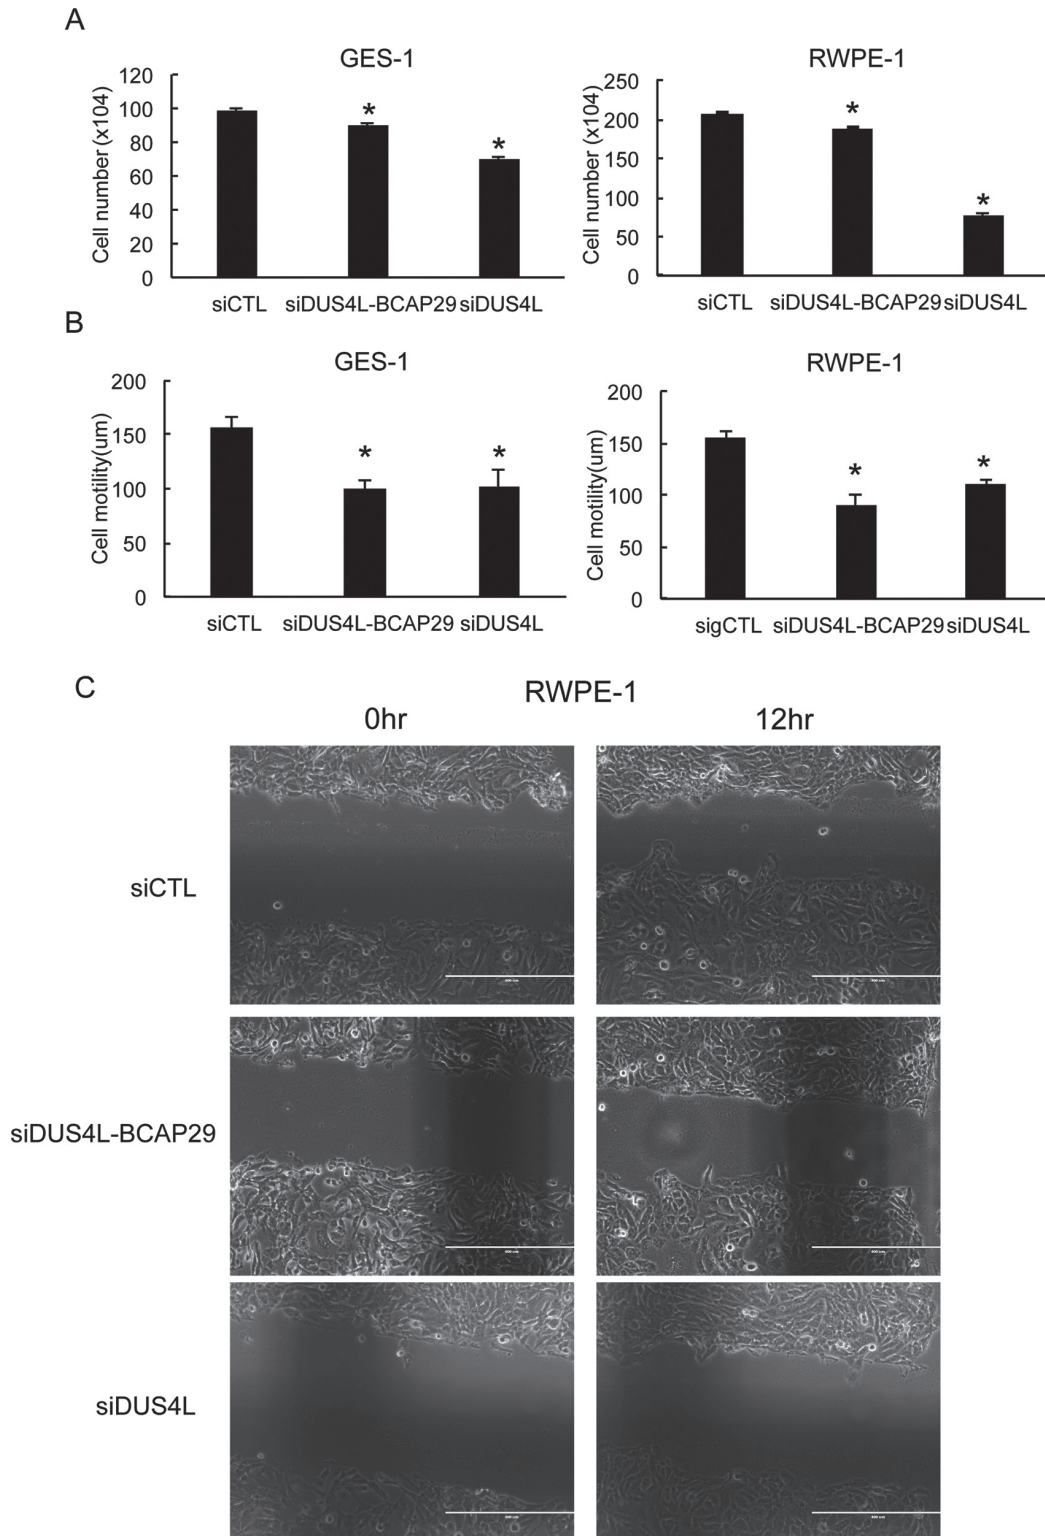 A
GES-1
RWPE-1
Cell number (x104)
120
100
80
60
40
20
0
*
*
siCTL siDUS4L-BCAP29 siDUS4L
Cell number (x104)
250
200
150
100
50
0
*
*
siCTL siDUS4L-BCAP29 siDUS4L
B
GES-1
RWPE-1
Cell motility(um)
200
150
100
50
0
*
*
siCTL siDUS4L-BCAP29 siDUS4L
Cell motility(um)
200
150
100
50
0
*
*
sigCTL siDUS4L-BCAP29 siDUS4L
C
RWPE-1
0hr 12hr
siCTL
siDUS4L-BCAP29
siDUS4L